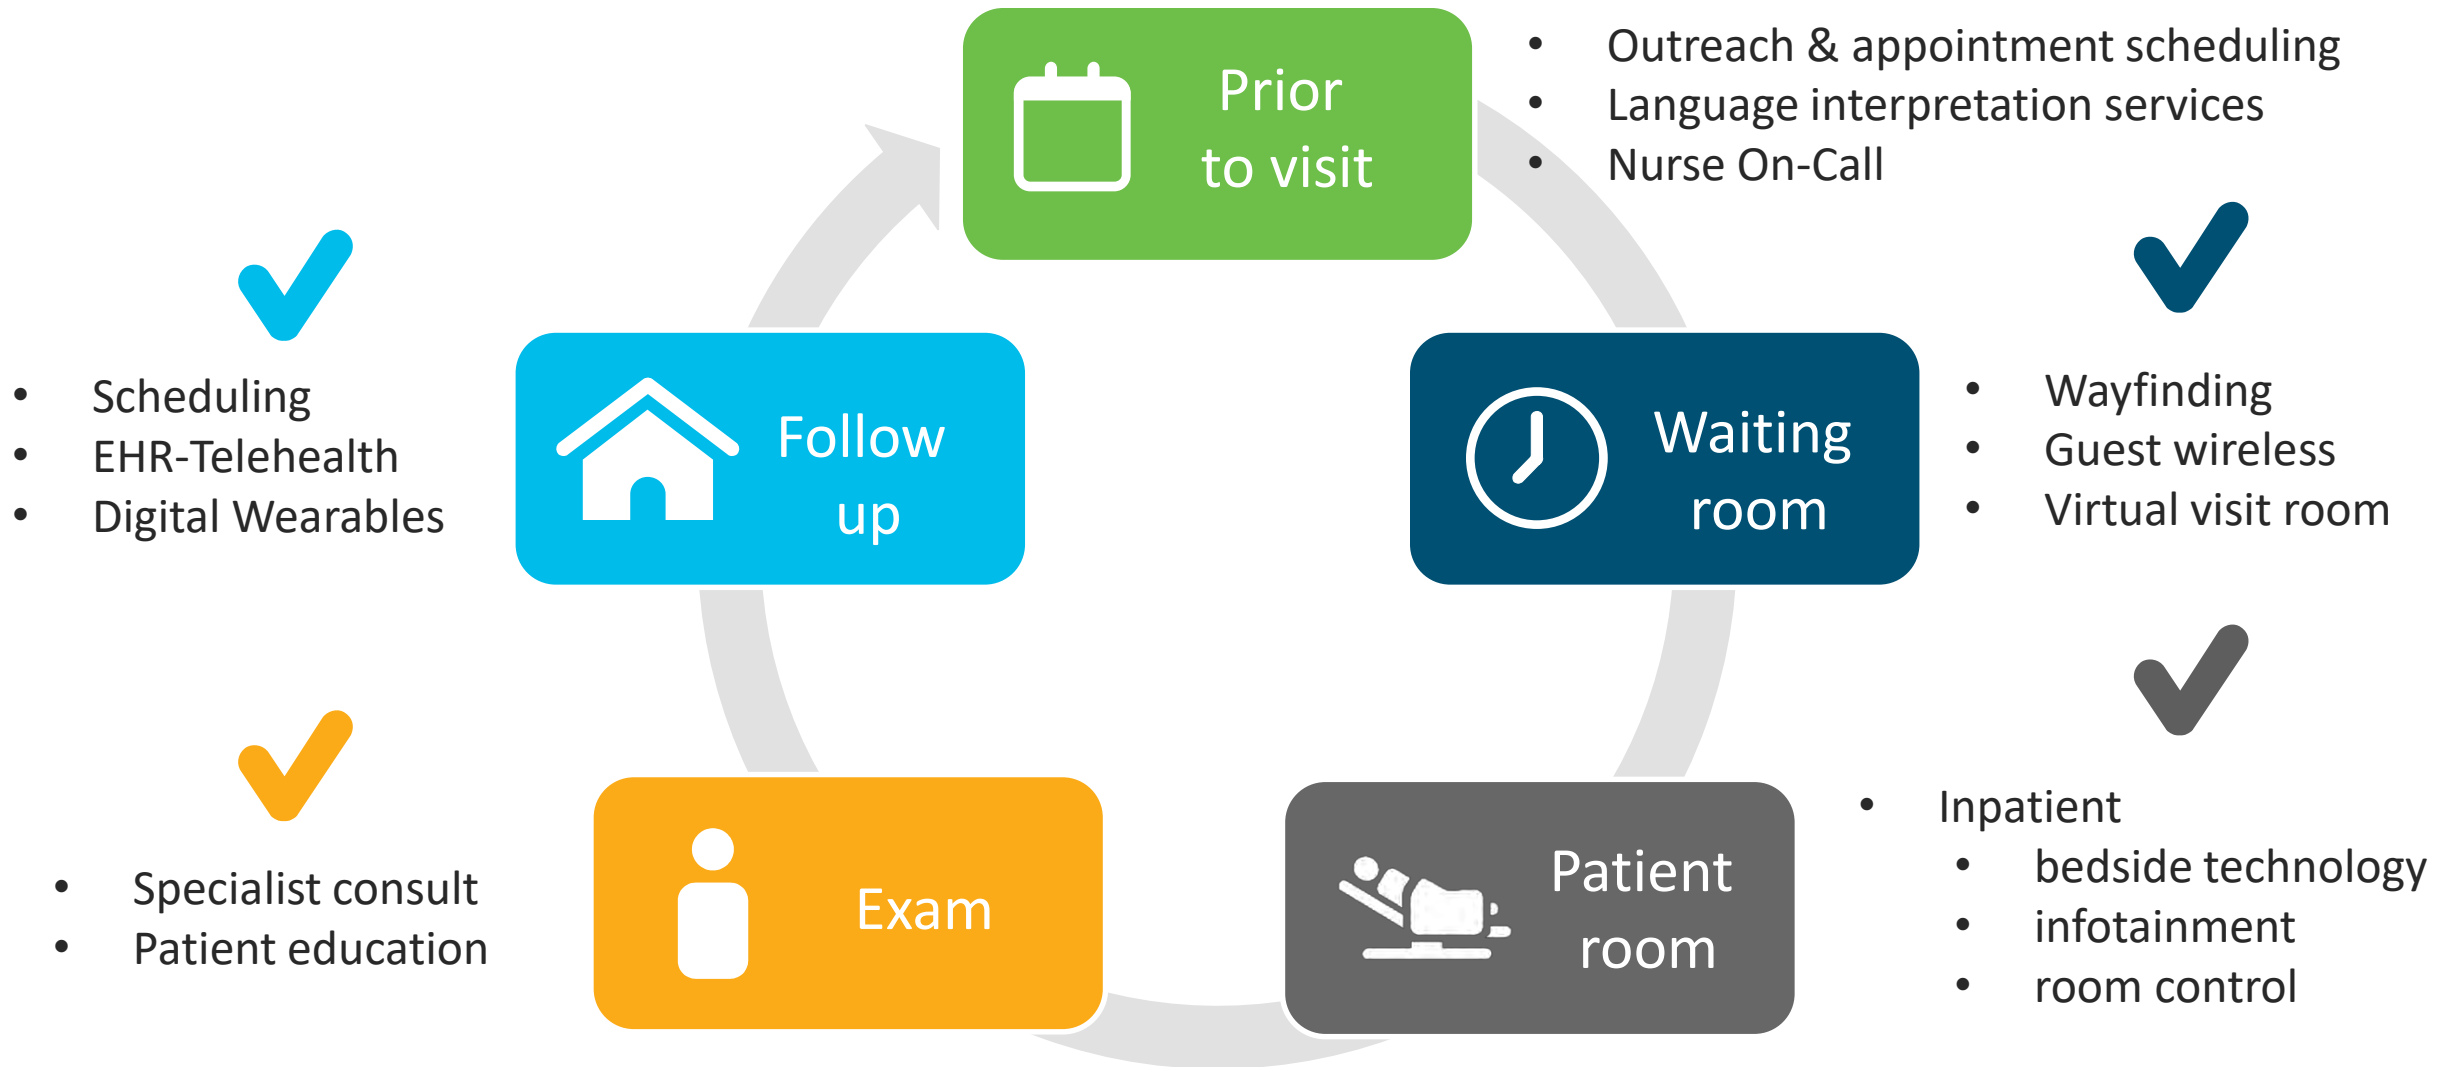 Prior
to visit
• Outreach & appointment scheduling
• Language interpretation services
• Nurse On-Call
Waiting
room
• Wayfinding
• Guest wireless
• Virtual visit room
Patient
room
• Inpatient
• bedside technology
• infotainment
• room control
Exam
• Specialist consult
• Patient education
Follow
up
• Scheduling
• EHR-Telehealth
• Digital Wearables